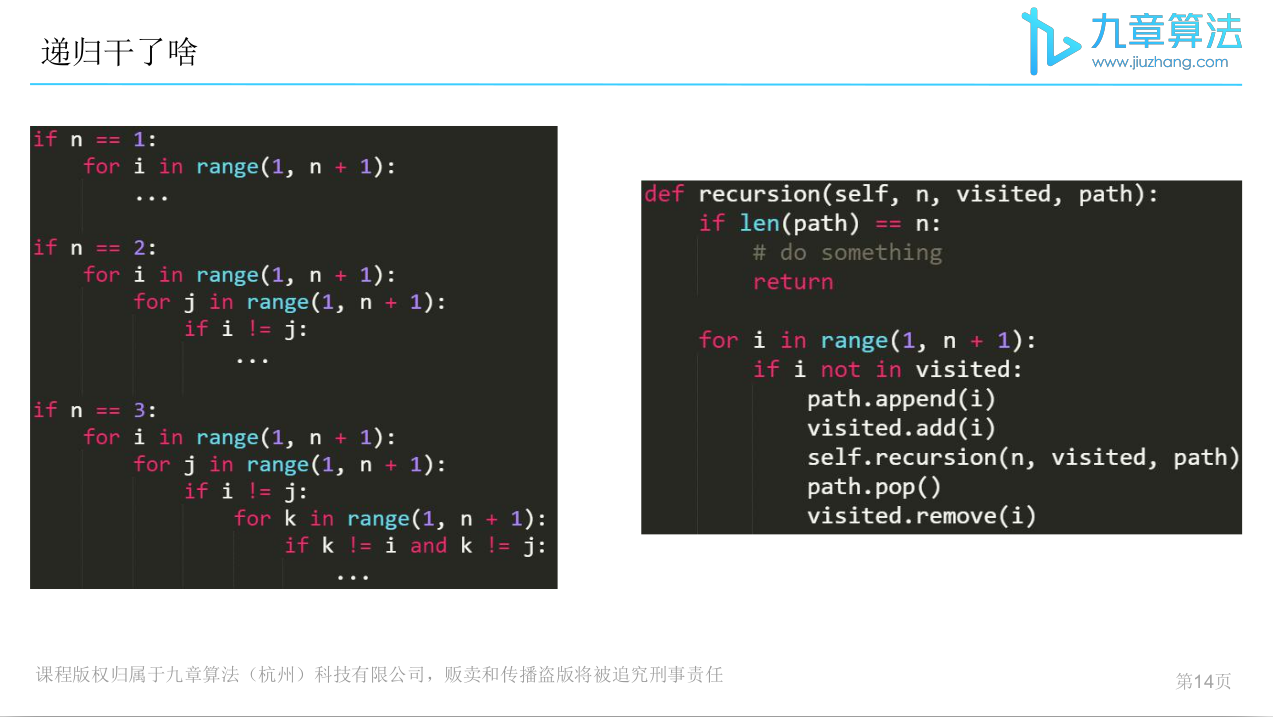 递归干了啥
九章算法
www.jiuzhang.com
if n == 1:
    for i in range(1, n + 1):
        ...
if n == 2:
    for i in range(1, n + 1):
        for j in range(1, n + 1):
            if i != j:
                ...
if n == 3:
    for i in range(1, n + 1):
        for j in range(1, n + 1):
            if i != j:
                for k in range(1, n + 1):
                    if k != i and k != j:
                        ...
def recursion(self, n, visited, path):
    if len(path) == n:
        # do something
        return
    for i in range(1, n + 1):
        if i not in visited:
            path.append(i)
            visited.add(i)
            self.recursion(n, visited, path)
            path.pop()
            visited.remove(i)
课程版权归属于九章算法（杭州）科技有限公司，贩卖和传播盗版将被追究刑事责任
第14页